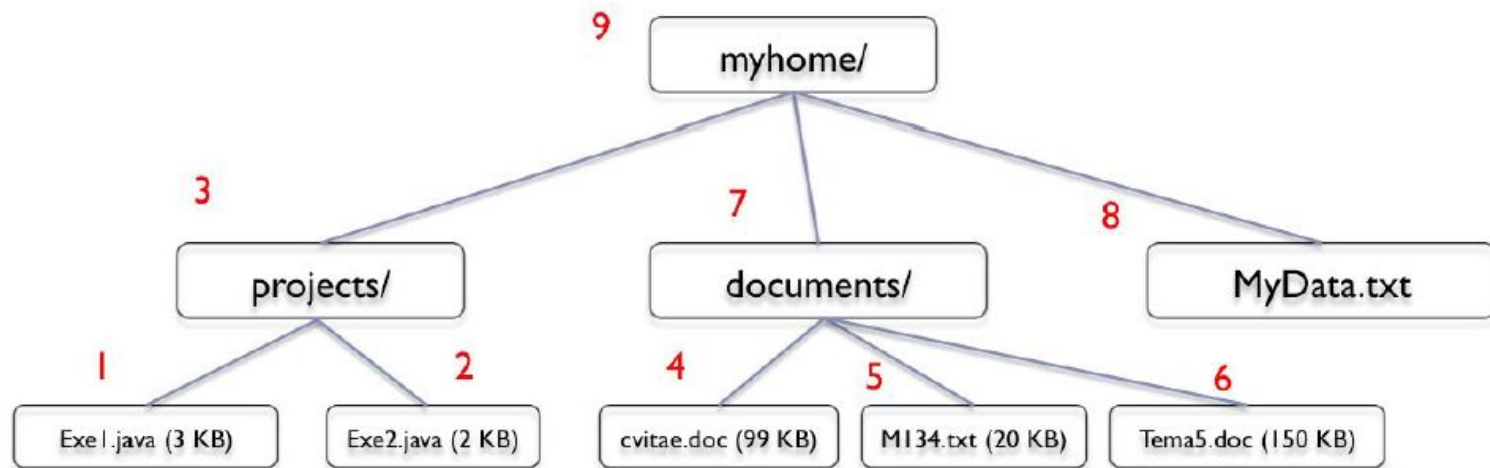 9
myhome/
3
7
8
projects/
documents/
MyData.txt
1
2
4
5
6
Exe1.java (3 KB)
Exe2.java (2 KB)
cvitae.doc (99 KB)
M134.txt (20 KB)
Tema5.doc (150 KB)